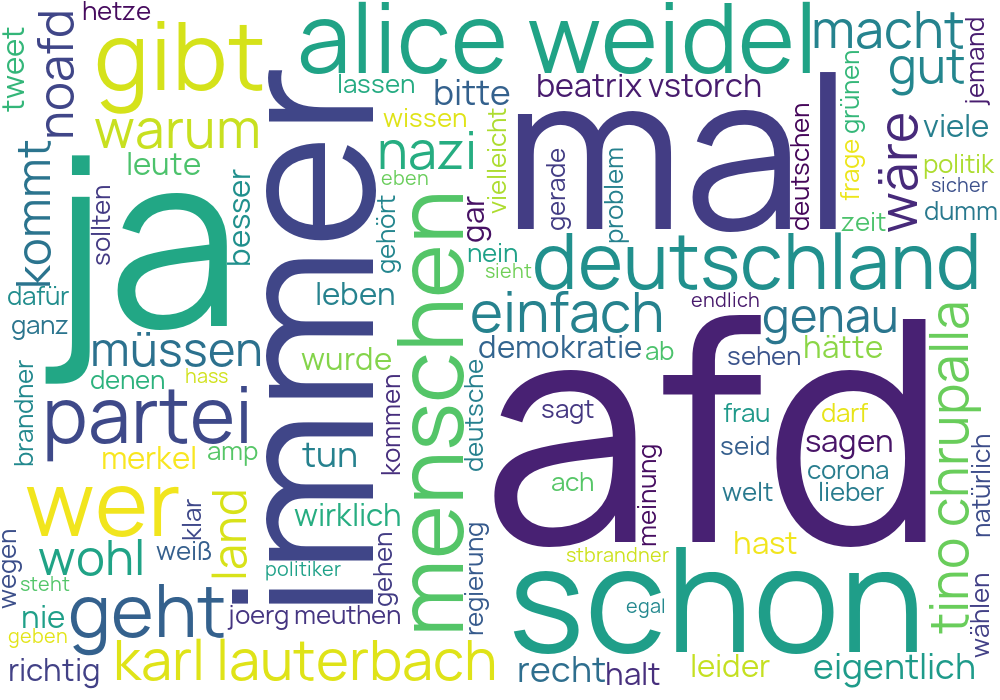 hetze
alice weidel
macht
tweet
noafd
gibt
gut
jemand
lassen
bitte
beatrix vstorch
grünen
warum
immer
wissen
vielleicht
mal
deutschen
wäre
viele
leute
nazi
eben
gerade
problem
frage
politik
sicher
kommt
ja
sollten
besser
gehört
gar
zeit
dumm
nein
sieht
deutschland
dafür
ganz
leben
menschen
einfach
endlich
genau
müssen
wurde
demokratie
ab
sehen
hätte
tino chrupalla
denen
hass
brandner
partei
kommen
deutsche
afd
sagt
frau
darf
seid
sagen
merkel
amp
tun
ach
meinung
corona
welt
lieber
natürlich
wer
klar
land
wirklich
hast
wegen
wohl
weiß
politiker
gehen
regierung
stbrandner
schon
steht
nie
geht
joerg meuthen
egal
wählen
geben
richtig
karl lauterbach
recht
halt
leider
eigentlich